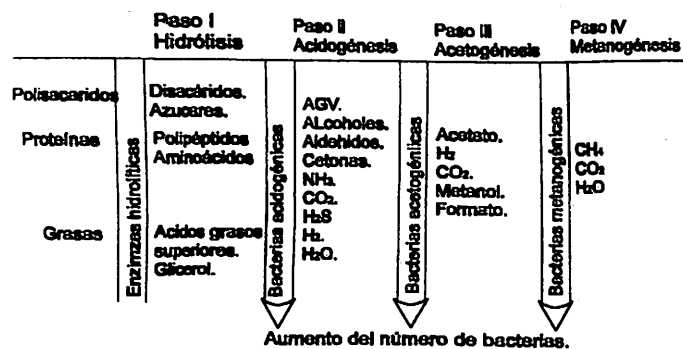 Paso I
Hidrólisis
Paso II
Acidogénesis
Paso III
Acetogénesis
Paso IV
Metanogénesis
Polisacaridos
Proteínas
Grasas
Enzimzas hidrolíticas
Disacáridos.
Azucares.
Polipéptidos
Aminoácidos
Acidos grasos
superiores.
Glicerol.
Bacterias acidogénicas
AGV.
ALcoholes.
Aldehidos.
Cetonas.
NH₃.
CO₂.
H₂S
H₂.
H₂O.
Bacterias acetogénicas
Acetato.
H₂
CO₂.
Metanol.
Formato.
Bacterias metanogénicas
CH₄
CO₂
H₂O
Aumento del número de bacterias.